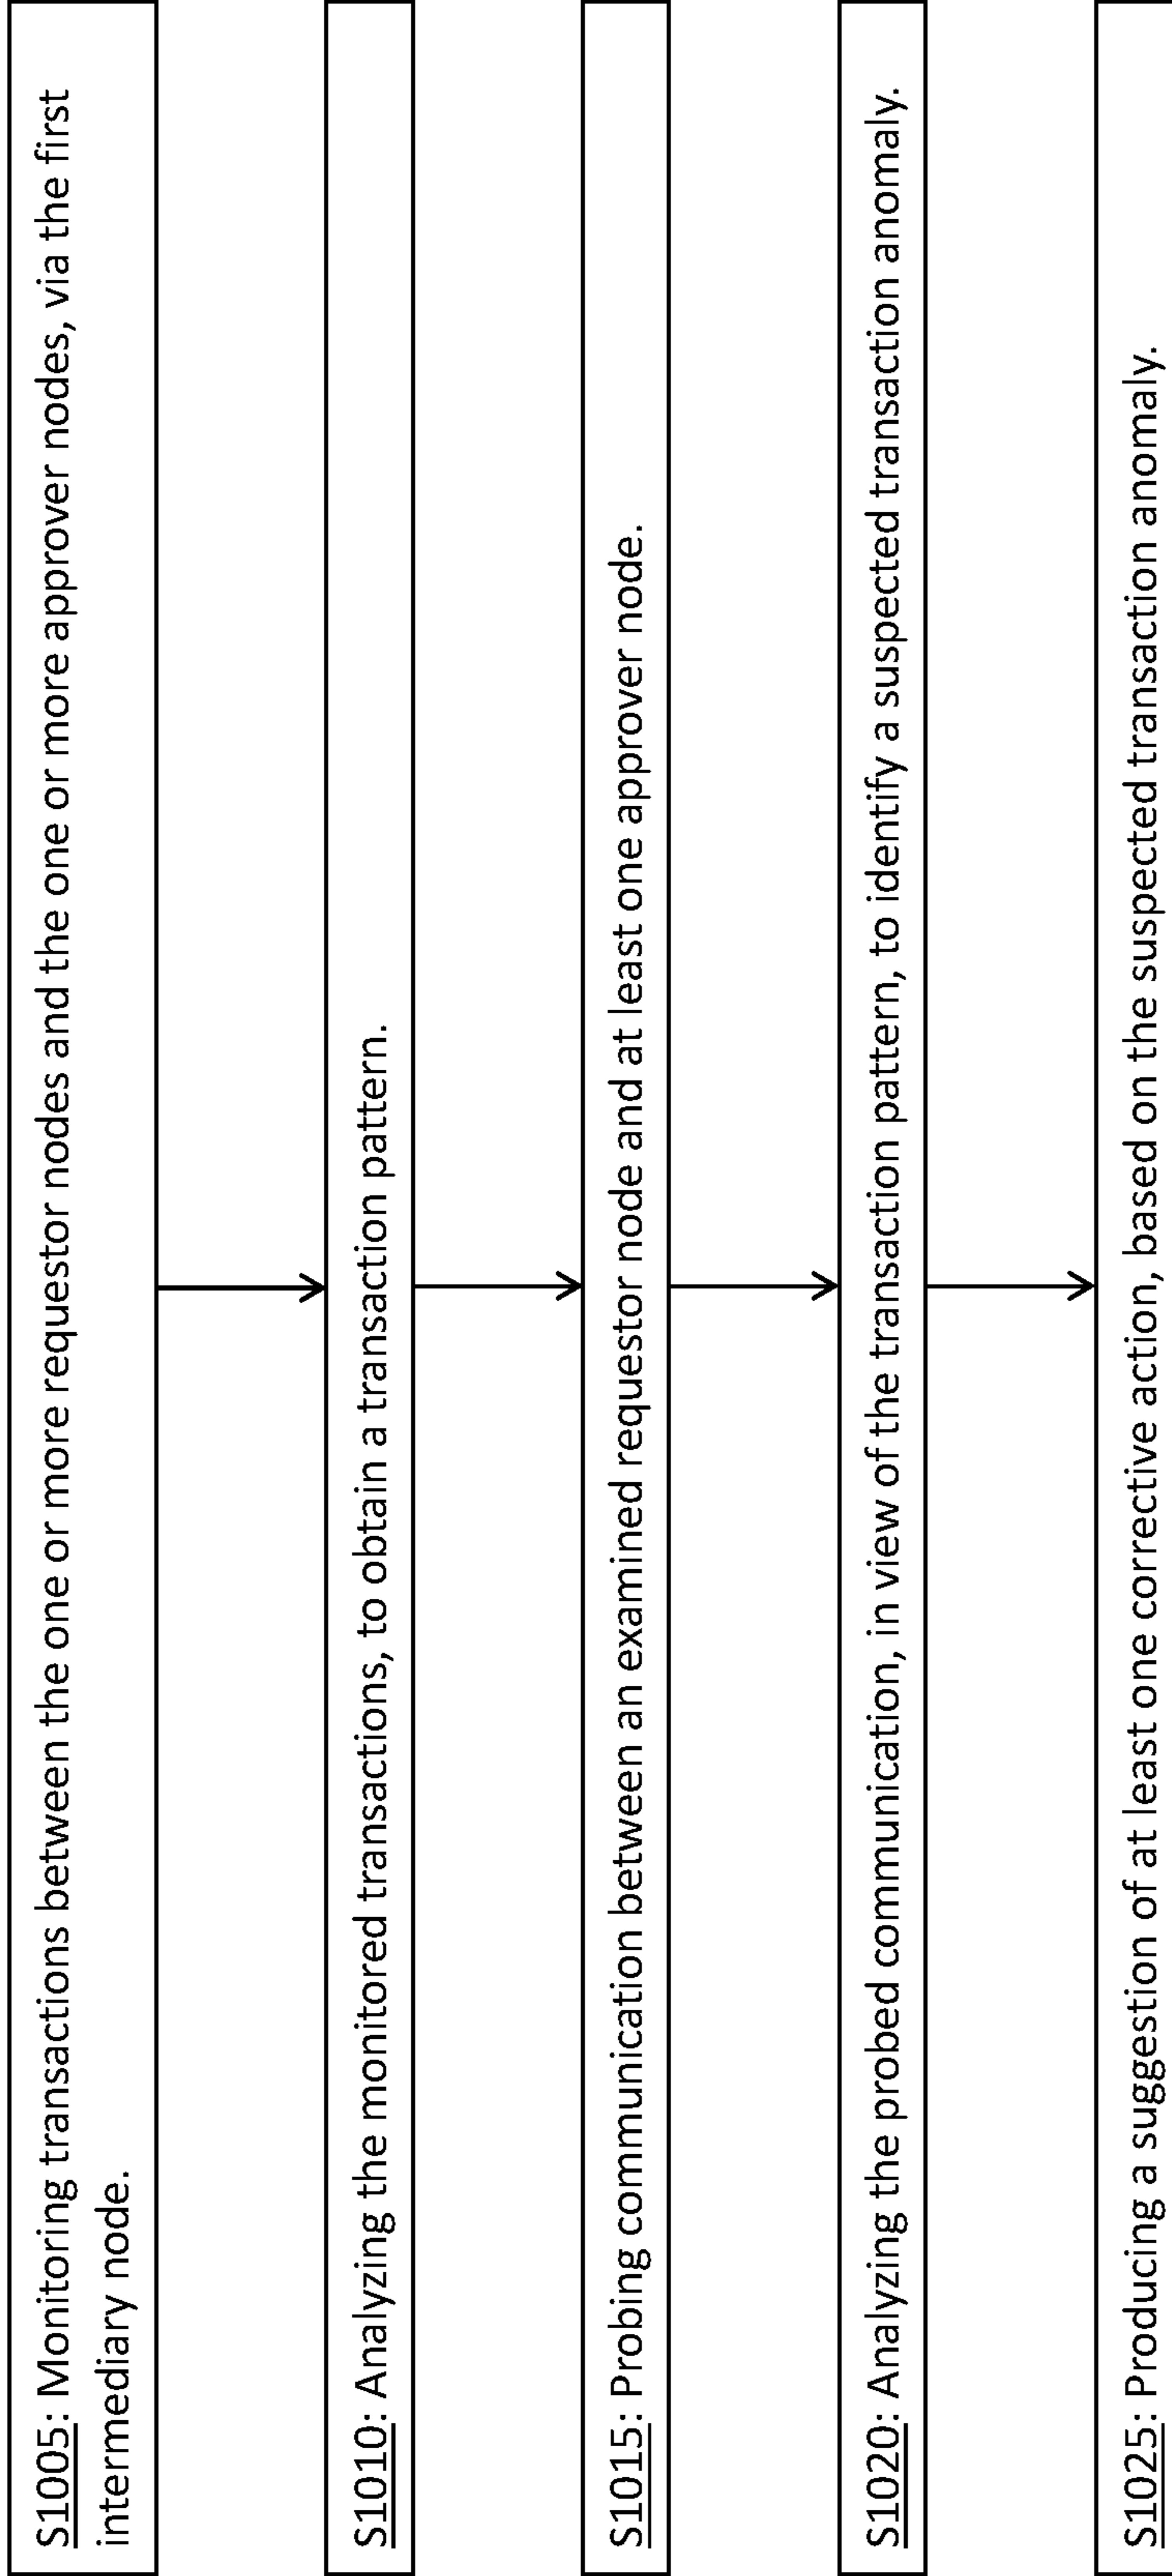 S1005: Monitoring transactions between the one or more requestor nodes and the one or more approver nodes, via the first
intermediary node.
S1010: Analyzing the monitored transactions, to obtain a transaction pattern.
S1015: Probing communication between an examined requestor node and at least one approver node.
S1020: Analyzing the probed communication, in view of the transaction pattern, to identify a suspected transaction anomaly.
S1025: Producing a suggestion of at least one corrective action, based on the suspected transaction anomaly.